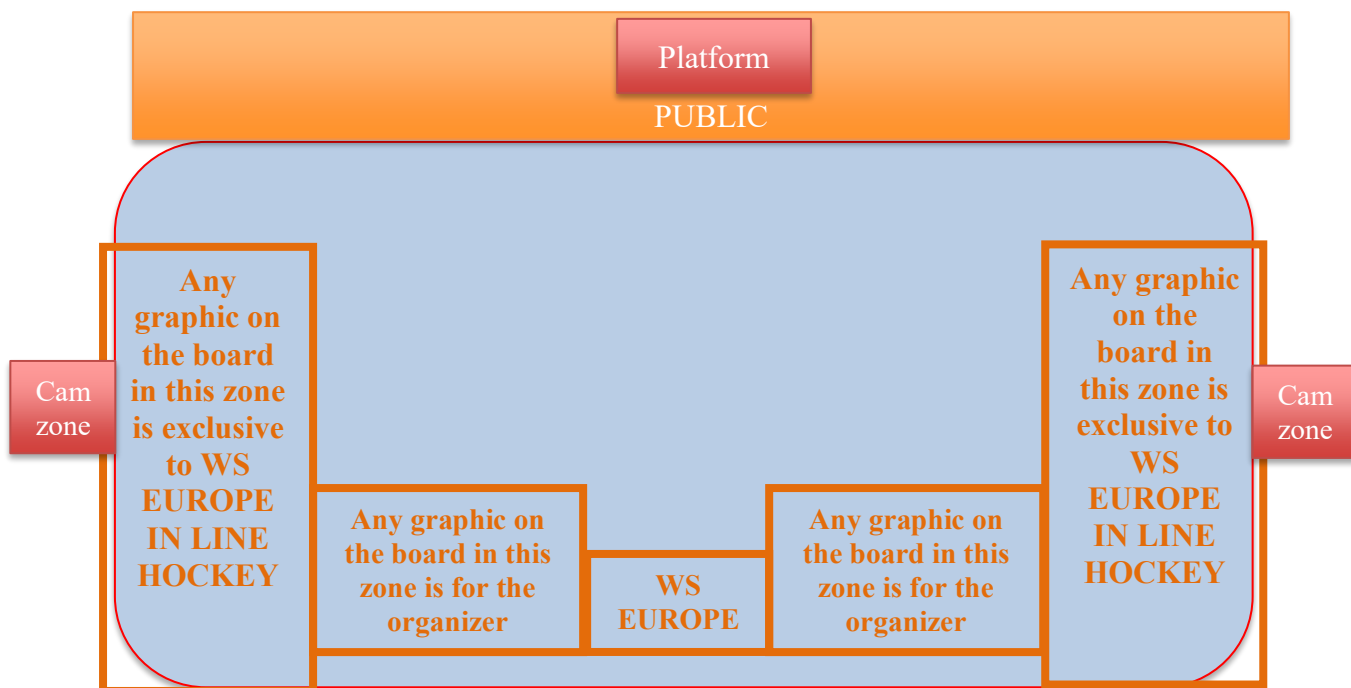 Platform
PUBLIC
Any
graphic on
the board
in this zone
is exclusive
to WS
EUROPE
IN LINE
HOCKEY
Any graphic
on the
board in
this zone is
exclusive to
WS
EUROPE
IN LINE
HOCKEY
Cam
zone
Cam
zone
Any graphic on
the board in this
zone is for the
organizer
WS
EUROPE
Any graphic on
the board in this
zone is for the
organizer